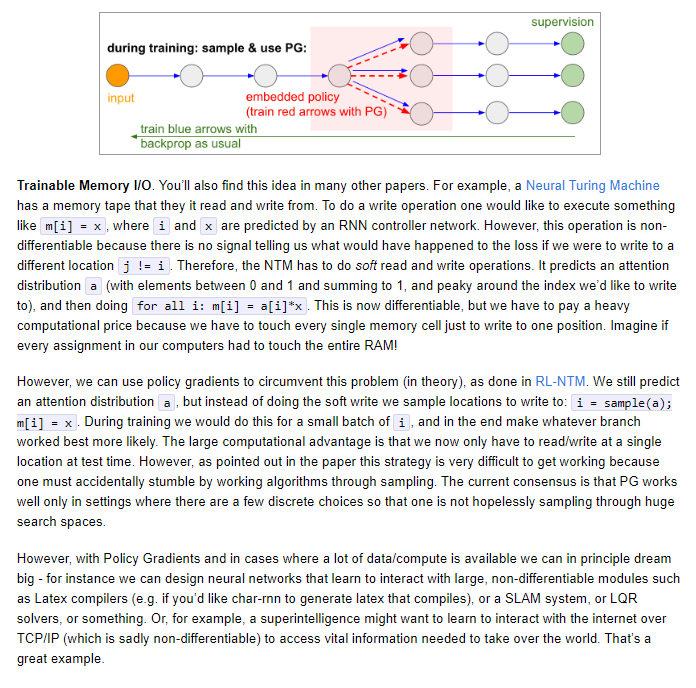 supervision
during training: sample & use PG:
input
embedded policy
(train red arrows with PG)
train blue arrows with
backprop as usual
Trainable Memory I/O. You'll also find this idea in many other papers. For example, a Neural Turing Machine
has a memory tape that they it read and write from. To do a write operation one would like to execute something
like m[i] = x, where i and x are predicted by an RNN controller network. However, this operation is non-
differentiable because there is no signal telling us what would have happened to the loss if we were to write to a
different location j != i. Therefore, the NTM has to do soft read and write operations. It predicts an attention
distribution a (with elements between 0 and 1 and summing to 1, and peaky around the index we'd like to write
to), and then doing for all i: m[i] = a[i]*x. This is now differentiable, but we have to pay a heavy
computational price because we have to touch every single memory cell just to write to one position. Imagine if
every assignment in our computers had to touch the entire RAM!
However, we can use policy gradients to circumvent this problem (in theory), as done in RL-NTM. We still predict
an attention distribution a, but instead of doing the soft write we sample locations to write to: i = sample(a);
m[i] = x. During training we would do this for a small batch of i, and in the end make whatever branch
worked best more likely. The large computational advantage is that we now only have to read/write at a single
location at test time. However, as pointed out in the paper this strategy is very difficult to get working because
one must accidentally stumble by working algorithms through sampling. The current consensus is that PG works
well only in settings where there are a few discrete choices so that one is not hopelessly sampling through huge
search spaces.
However, with Policy Gradients and in cases where a lot of data/compute is available we can in principle dream
big - for instance we can design neural networks that learn to interact with large, non-differentiable modules such
as Latex compilers (e.g. if you'd like char-rnn to generate latex that compiles), or a SLAM system, or LQR
solvers, or something. Or, for example, a superintelligence might want to learn to interact with the internet over
TCP/IP (which is sadly non-differentiable) to access vital information needed to take over the world. That's a
great example.